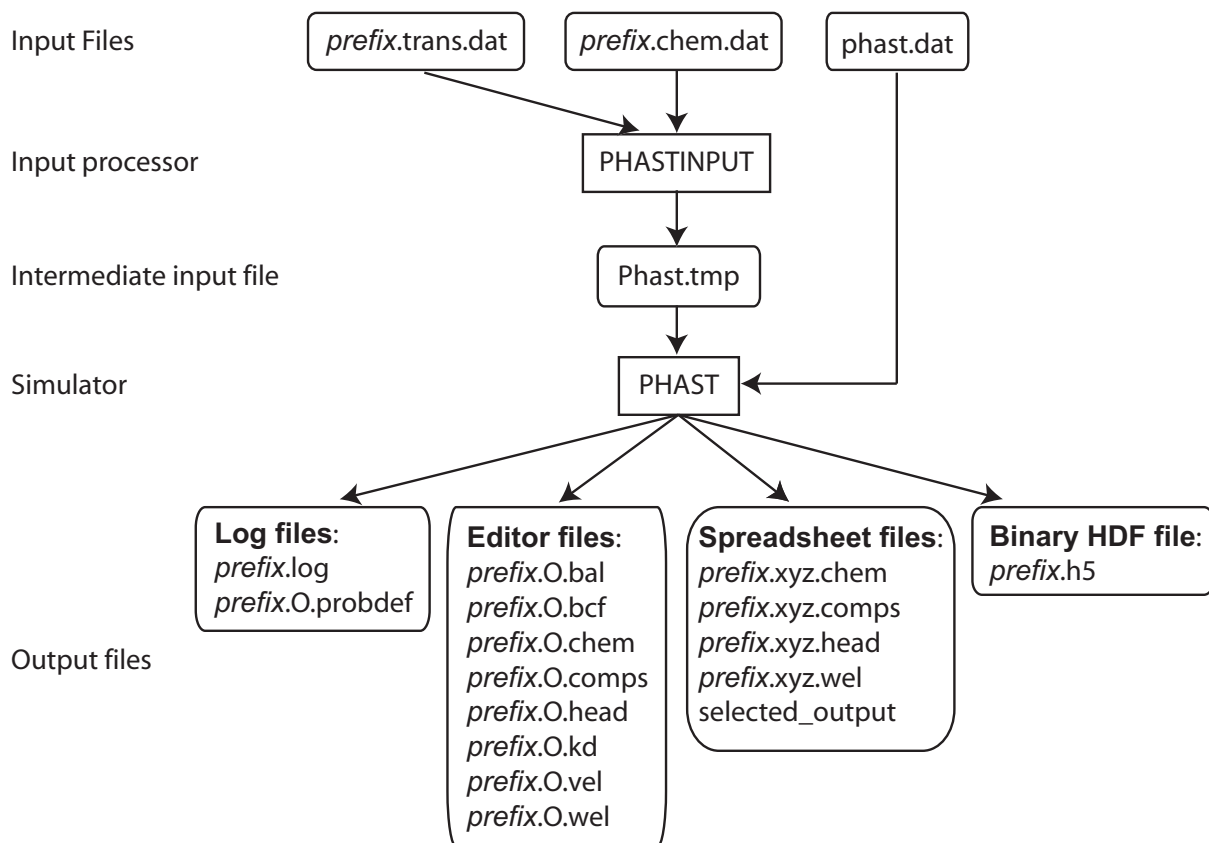 Input Files
prefix.trans.dat
prefix.chem.dat
phast.dat
Input processor
PHASTINPUT
Intermediate input file
Phast.tmp
Simulator
PHAST
Output files
Log files:
prefix.log
prefix.O.probdef
Editor files:
prefix.O.bal
prefix.O.bcf
prefix.O.chem
prefix.O.comps
prefix.O.head
prefix.O.kd
prefix.O.vel
prefix.O.wel
Spreadsheet files:
prefix.xyz.chem
prefix.xyz.comps
prefix.xyz.head
prefix.xyz.wel
selected_output
Binary HDF file:
prefix.h5